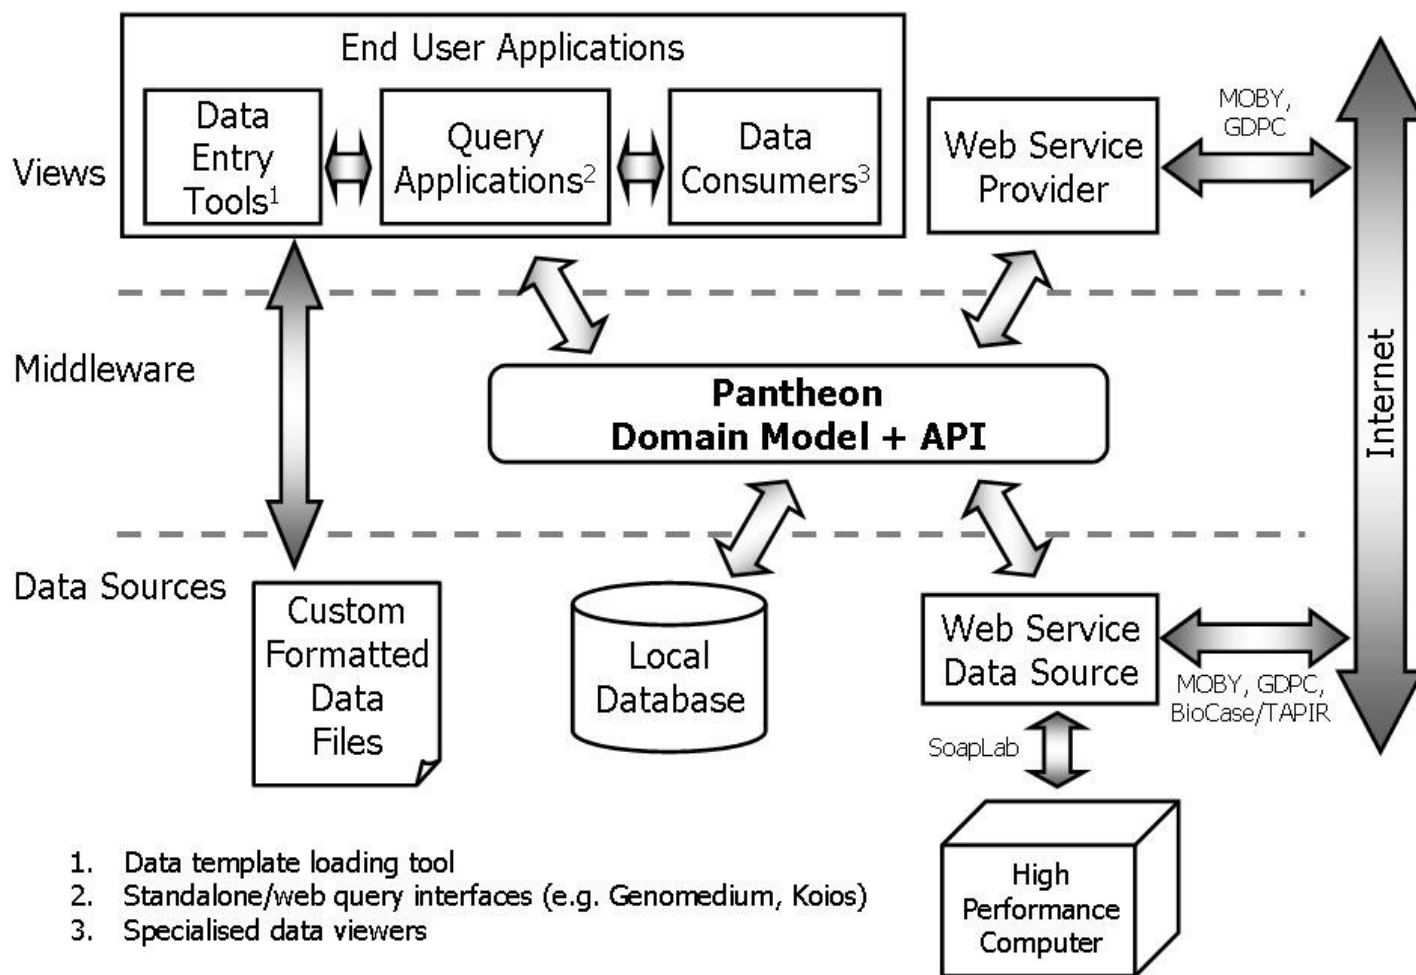 End User Applications
Data
Entry
Tools1
Query
Applications2
Data
Consumers3
Views
Web Service
Provider
MOBY,
GDPC
Middleware
Pantheon
Domain Model + API
Internet
Data Sources
Custom
Formatted
Data
Files
Local
Database
Web Service
Data Source
MOBY, GDPC,
BioCase/TAPIR
SoapLab
High
Performance
Computer
1. Data template loading tool
2. Standalone/web query interfaces (e.g. Genomedium, Koios)
3. Specialised data viewers